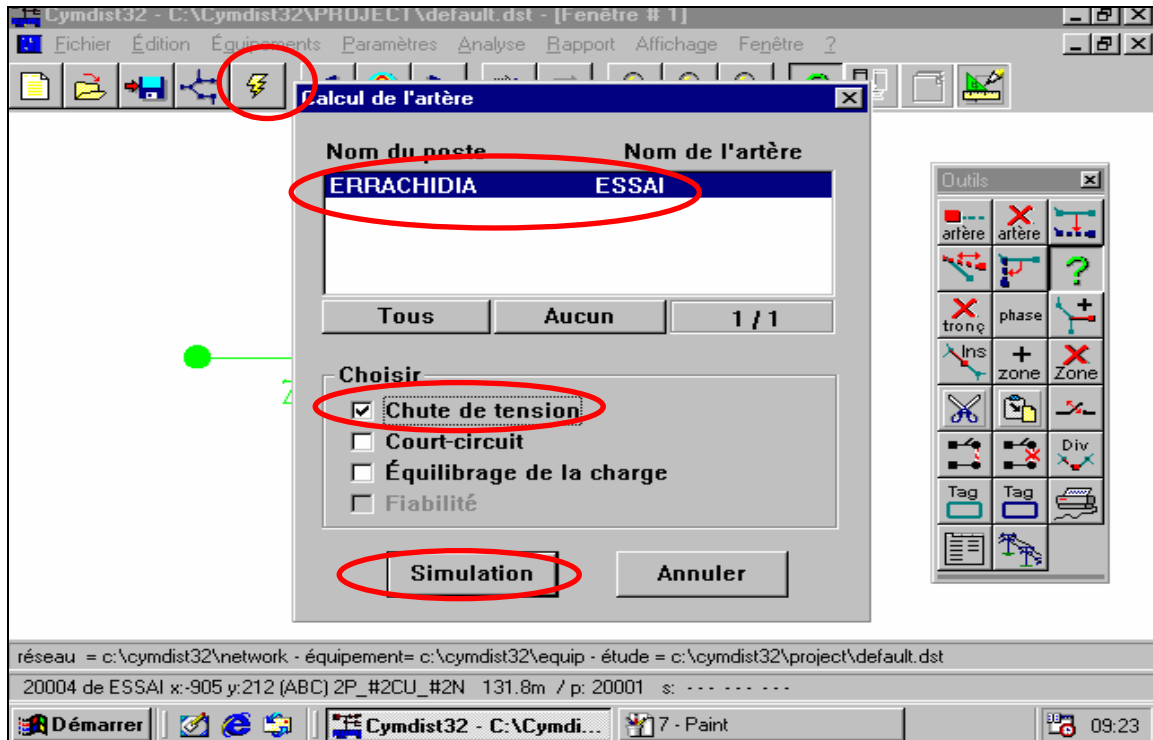 Cymdist32 - C:\Cymdist32\PROJECT\default.dst - [Fenêtre # 1]
Fichier Édition Équipements Paramètres Analyse Rapport Affichage Fenêtre ?
Calcul de l'artère
Nom du poste Nom de l'artère
ERRACHIDIA ESSAI
Tous Aucun 1 / 1
Choisir
Chute de tension
Court-circuit
Équilibrage de la charge
Fiabilité
Simulation Annuler
Outils
artère artère
tronç phase
Ins zone Zone
Div
Tag Tag
réseau = c:\cymdist32\network - équipement= c:\cymdist32\equip - étude = c:\cymdist32\project\default.dst
20004 de ESSAI x:-905 y:212 (ABC) 2P_#2CU_#2N 131.8m / p: 20001 s: --- --- ---
Démarrer Cymdist32 - C:\Cymdi... 7 - Paint 09:23